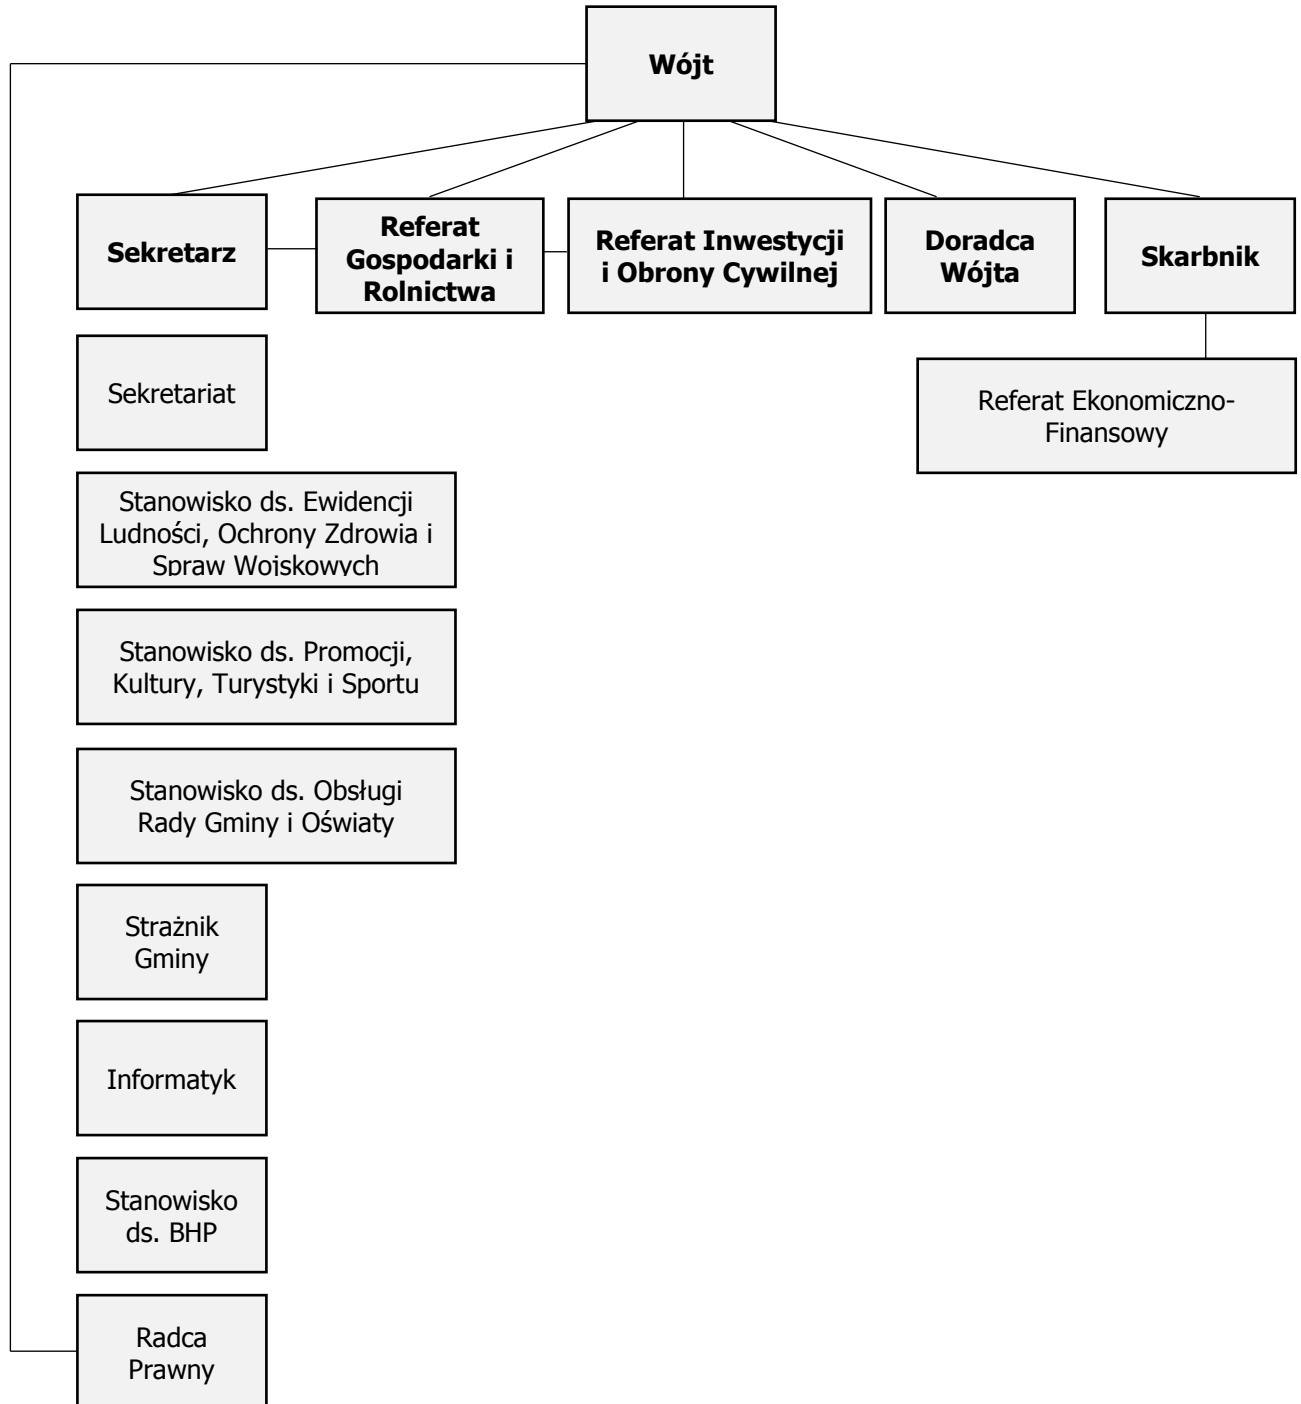 Wójt
Sekretarz
Referat
Gospodarki i
Rolnictwa
Referat Inwestycji
i Obrony Cywilnej
Doradca
Wójta
Skarbnik
Sekretariat
Referat Ekonomiczno-
Finansowy
Stanowisko ds. Ewidencji
Ludności, Ochrony Zdrowia i
Spraw Wojskowych
Stanowisko ds. Promocji,
Kultury, Turystyki i Sportu
Stanowisko ds. Obsługi
Rady Gminy i Oświaty
Strażnik
Gminy
Informatyk
Stanowisko
ds. BHP
Radca
Prawny